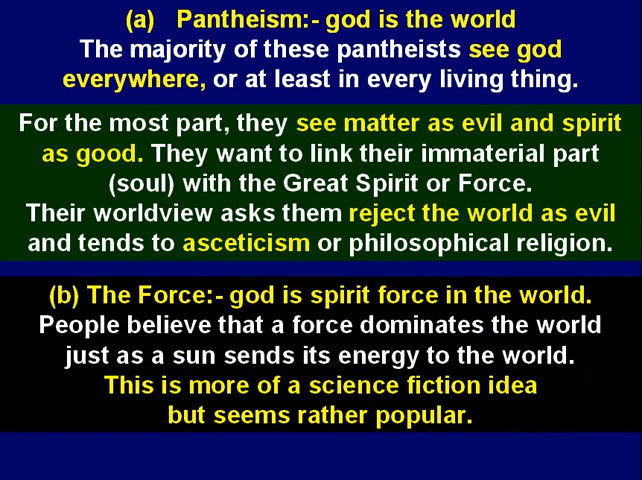 (a) Pantheism:- god is the world
The majority of these pantheists see god
everywhere, or at least in every living thing.
For the most part, they see matter as evil and spirit
as good. They want to link their immaterial part
(soul) with the Great Spirit or Force.
Their worldview asks them reject the world as evil
and tends to asceticism or philosophical religion.
(b) The Force:- god is spirit force in the world.
People believe that a force dominates the world
just as a sun sends its energy to the world.
This is more of a science fiction idea
but seems rather popular.